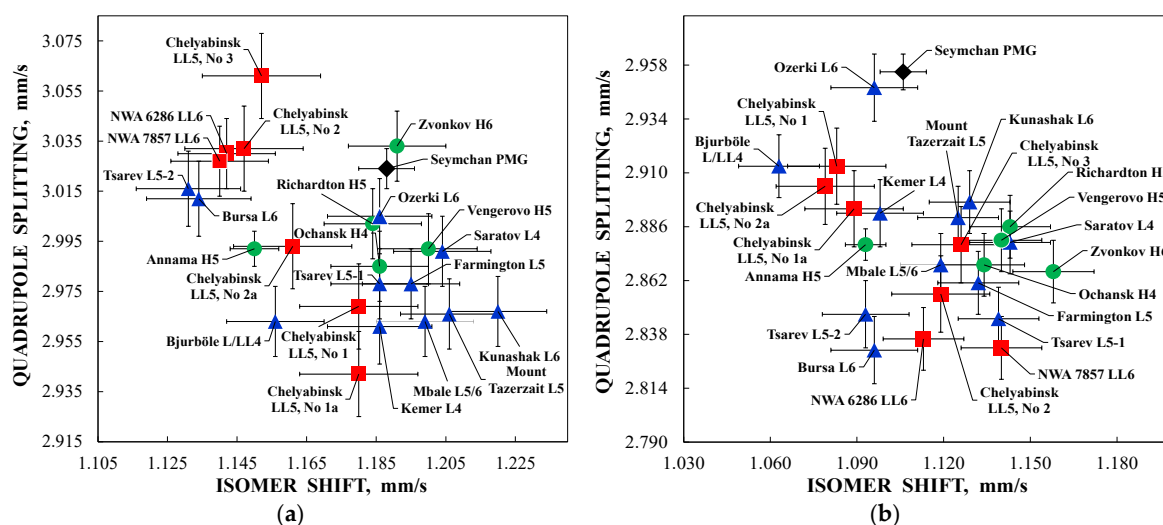 3.075
3.055
3.035
3.015
2.995
2.975
2.955
2.935
2.915
QUADRUPOLE SPLITTING, mm/s
1.105
1.125
1.145
1.165
1.185
1.205
1.225
ISOMER SHIFT, mm/s
(a)
Chelyabinsk
LL5, No 3
NWA 6286 LL6
NWA 7857 LL6
Chelyabinsk
LL5, No 2
Zvonkov H6
Seymchan PMG
Tsarev L5-2
Richardton H5
Ozerki L6
Bursa L6
Vengerovo H5
Ochansk H4
Saratov L4
Annama H5
Tsarev L5-1
Farmington L5
Chelyabinsk
LL5, No 2a
Bjurböle L/LL4
Chelyabinsk
LL5, No 1
Kunashak L6
Mount
Tazerzait L5
Chelyabinsk
LL5, No 1a
Mbale L5/6
Kemer L4
2.958
2.934
2.910
2.886
2.862
2.838
2.814
2.790
QUADRUPOLE SPLITTING, mm/s
1.030
1.060
1.090
1.120
1.150
1.180
ISOMER SHIFT, mm/s
(b)
Seymchan PMG
Ozerki L6
Chelyabinsk
LL5, No 1
Kunashak L6
Mount
Tazerzait L5
Bjurböle
L/LL4
Chelyabinsk
LL5, No 3
Richardton H
Kemer L4
Vengerovo H5
Chelyabinsk
LL5, No 2a
Saratov L4
Chelyabinsk
LL5, No 1a
Zvonkov H6
Annama H5
Mbale L5/6
Ochansk H4
Farmington L5
Tsarev L5-2
Tsarev L5-1
Bursa L6
NWA 7857 LL6
NWA 6286 LL6
Chelyabinsk
LL5, No 2